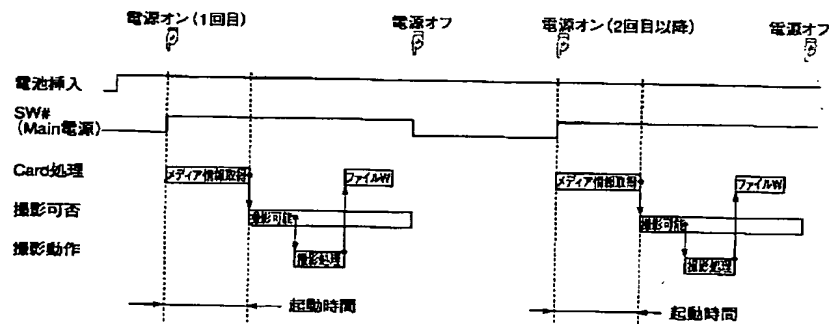 電源オン(1回目)
電源オフ
電源オン(2回目以降)
電源オフ
電池挿入
SW#
(Main電源)
Card処理
メディア情報取得
ファイルW
メディア情報取得
ファイルW
撮影可否
撮影可能
撮影可能
撮影動作
撮影処理
撮影処理
起動時間
起動時間